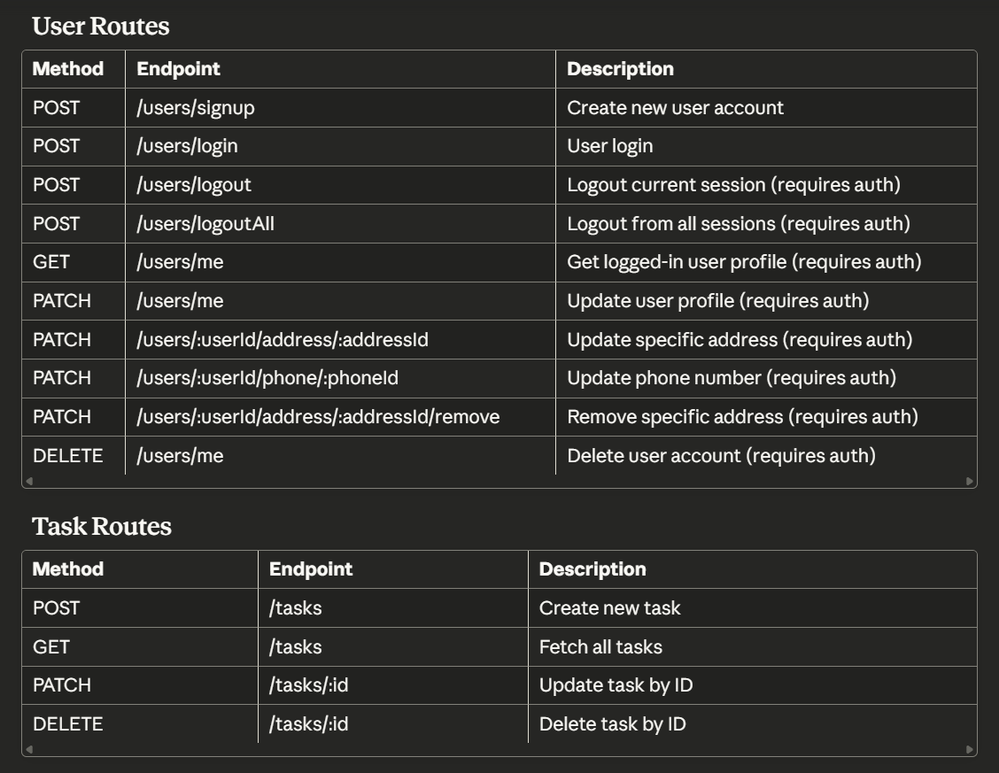 User Routes
Method Endpoint Description
POST /users/signup Create new user account
POST /users/login User login
POST /users/logout Logout current session (requires auth)
POST /users/logoutAll Logout from all sessions (requires auth)
GET /users/me Get logged-in user profile (requires auth)
PATCH /users/me Update user profile (requires auth)
PATCH /users/:userId/address/:addressId Update specific address (requires auth)
PATCH /users/:userId/phone/:phoneId Update phone number (requires auth)
PATCH /users/:userId/address/:addressId/remove Remove specific address (requires auth)
DELETE /users/me Delete user account (requires auth)
Task Routes
Method Endpoint Description
POST /tasks Create new task
GET /tasks Fetch all tasks
PATCH /tasks/:id Update task by ID
DELETE /tasks/:id Delete task by ID